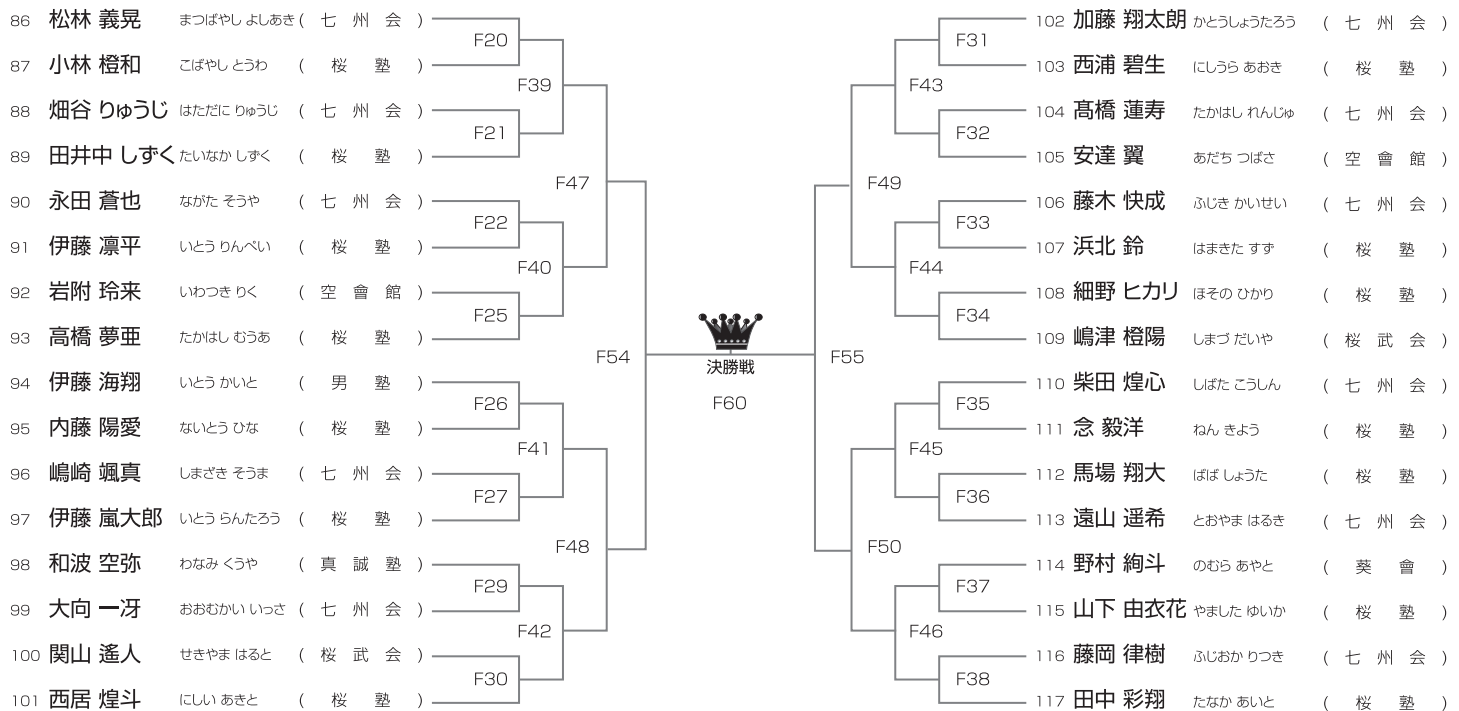 86 松林 義晃 まつばやし よしあき ( 七 州 会 )
87 小林 橙和 こばやし とうわ ( 桜 塾 )
88 畑谷 りゅうじ はただに りゅうじ ( 七 州 会 )
89 田井中 しずく たいなか しずく ( 桜 塾 )
90 永田 蒼也 ながた そうや ( 七 州 会 )
91 伊藤 凛平 いとう りんぺい ( 桜 塾 )
92 岩附 玲来 いわつき りく ( 空 會 館 )
93 高橋 夢亜 たかはし むうあ ( 桜 塾 )
94 伊藤 海翔 いとう かいと ( 男 塾 )
95 内藤 陽愛 ないとう ひな ( 桜 塾 )
96 嶋崎 颯真 しまざき そうま ( 七 州 会 )
97 伊藤 嵐大郎 いとう らんたろう ( 桜 塾 )
98 和波 空弥 わなみ くうや ( 真 誠 塾 )
99 大向 一冴 おおむかい いっさ ( 七 州 会 )
100 関山 遙人 せきやま はると ( 桜 武 会 )
101 西居 煌斗 にしい あきと ( 桜 塾 )
F20
F21
F22
F25
F26
F27
F29
F30
F39
F40
F41
F42
F47
F48
F54
決勝戦
F60
F55
F49
F50
F43
F44
F45
F46
F31
F32
F33
F34
F35
F36
F37
F38
102 加藤 翔太朗 かとうしょうたろう ( 七 州 会 )
103 西浦 碧生 にしうら あおき ( 桜 塾 )
104 髙橋 蓮寿 たかはし れんじゅ ( 七 州 会 )
105 安達 翼 あだち つばさ ( 空 會 館 )
106 藤木 快成 ふじき かいせい ( 七 州 会 )
107 浜北 鈴 はまきた すず ( 桜 塾 )
108 細野 ヒカリ ほその ひかり ( 桜 塾 )
109 嶋津 橙陽 しまづ だいや ( 桜 武 会 )
110 柴田 煌心 しばた こうしん ( 七 州 会 )
111 念 毅洋 ねん きよう ( 桜 塾 )
112 馬場 翔大 ばば しょうた ( 桜 塾 )
113 遠山 遥希 とおやま はるき ( 七 州 会 )
114 野村 絢斗 のむら あやと ( 葵 會 )
115 山下 由衣花 やました ゆいか ( 桜 塾 )
116 藤岡 律樹 ふじおか りつき ( 七 州 会 )
117 田中 彩翔 たなか あいと ( 桜 塾 )